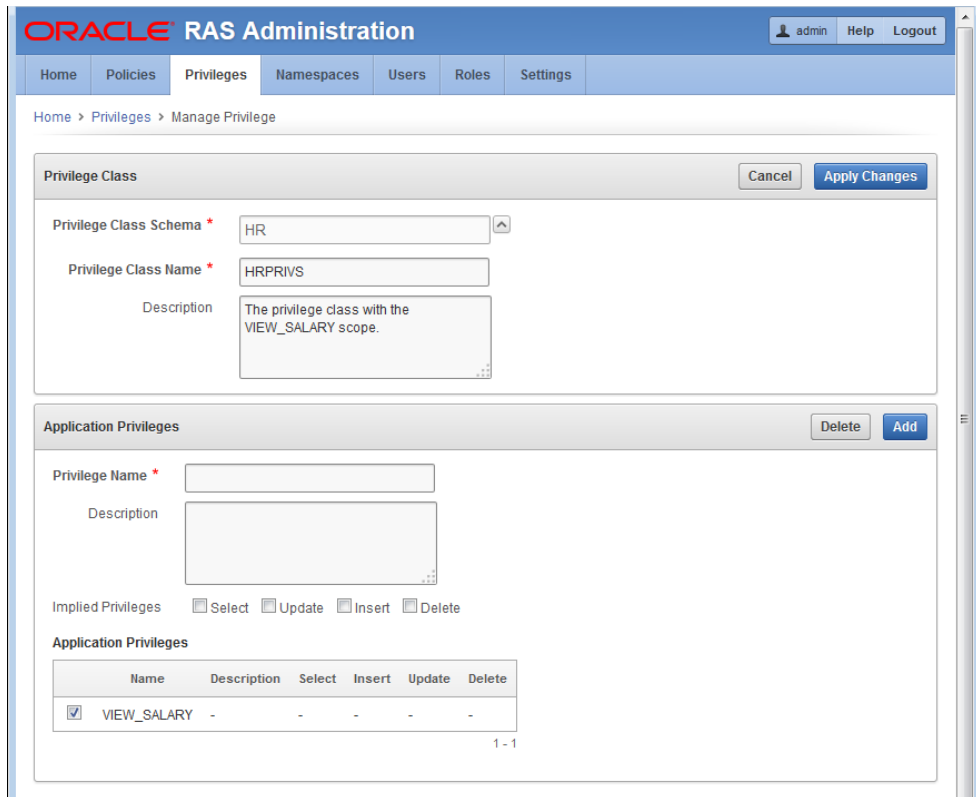 ORACLE RAS Administration
admin Help Logout
Home Policies Privileges Namespaces Users Roles Settings
Home > Privileges > Manage Privilege
Privilege Class Cancel Apply Changes
Privilege Class Schema * HR
Privilege Class Name * HRPRIVS
Description The privilege class with the
VIEW_SALARY scope.
Application Privileges Delete Add
Privilege Name *
Description
Implied Privileges Select Update Insert Delete
Application Privileges
Name Description Select Insert Update Delete
VIEW_SALARY - - - - -
1 - 1